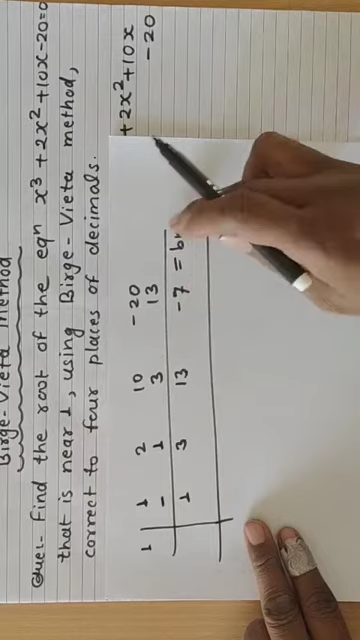 Birge-Vieta Method
Ques:- Find the root of the eqn x³ + 2x² + 10x - 20 = 0
that is near 1, using Birge-Vieta method,
correct to four places of decimals.
+2x² + 10x
- 20
1 | 1 2 10 -20
- 1 3 13
1 3 13 -7 = b